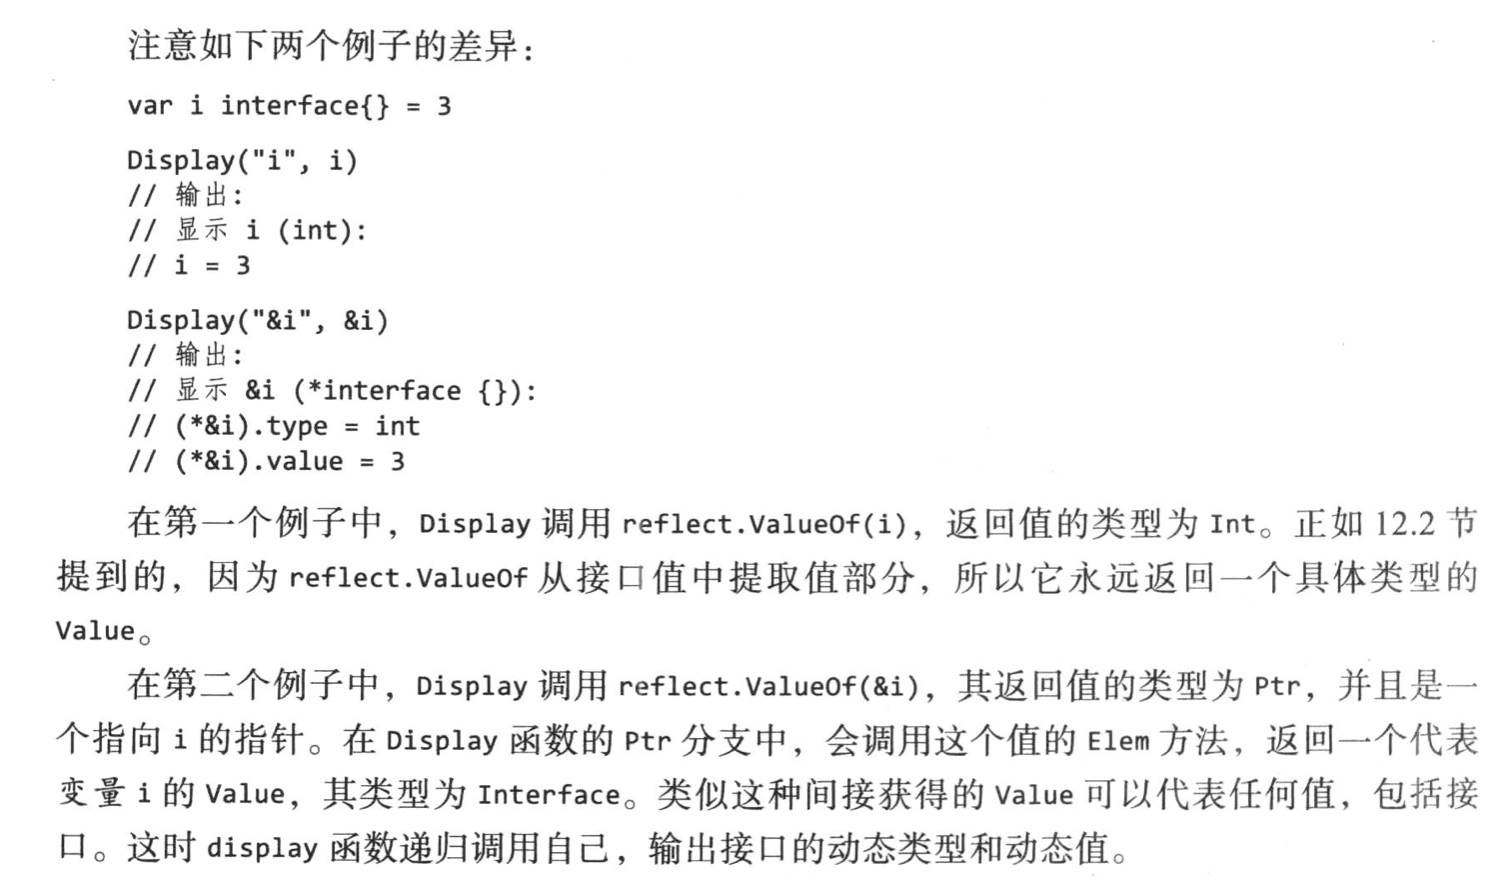 注意如下两个例子的差异：
var i interface{} = 3
Display("i", i)
// 输出：
// 显示 i (int):
// i = 3
Display("&i", &i)
// 输出：
// 显示 &i (*interface {}):
// (*&i).type = int
// (*&i).value = 3
在第一个例子中，Display 调用 reflect.ValueOf(i)，返回值的类型为 Int。正如 12.2 节
提到的，因为 reflect.ValueOf 从接口值中提取值部分，所以它永远返回一个具体类型的
Value。
在第二个例子中，Display 调用 reflect.ValueOf(&i)，其返回值的类型为 Ptr，并且是一
个指向 i 的指针。在 Display 函数的 Ptr 分支中，会调用这个值的 Elem 方法，返回一个代表
变量 i 的 Value，其类型为 Interface。类似这种间接获得的 Value 可以代表任何值，包括接
口。这时 display 函数递归调用自己，输出接口的动态类型和动态值。